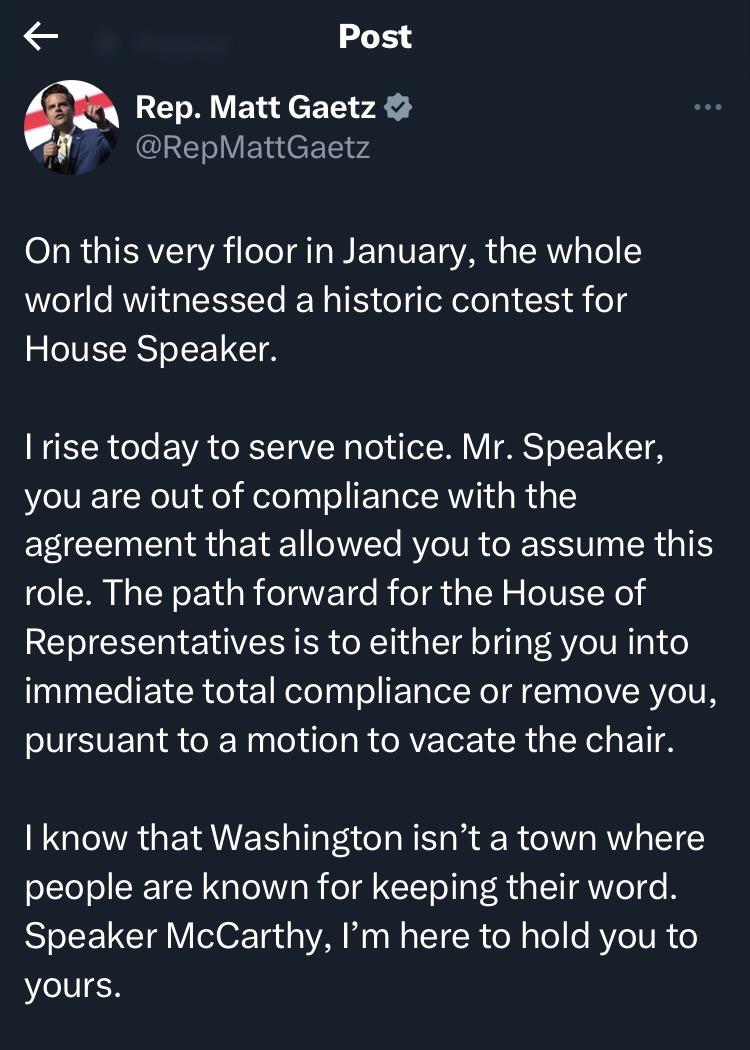 Post
Rep. Matt Gaetz
@RepMattGaetz
On this very floor in January, the whole
world witnessed a historic contest for
House Speaker.
I rise today to serve notice. Mr. Speaker,
you are out of compliance with the
agreement that allowed you to assume this
role. The path forward for the House of
Representatives is to either bring you into
immediate total compliance or remove you,
pursuant to a motion to vacate the chair.
I know that Washington isn’t a town where
people are known for keeping their word.
Speaker McCarthy, I’m here to hold you to
yours.